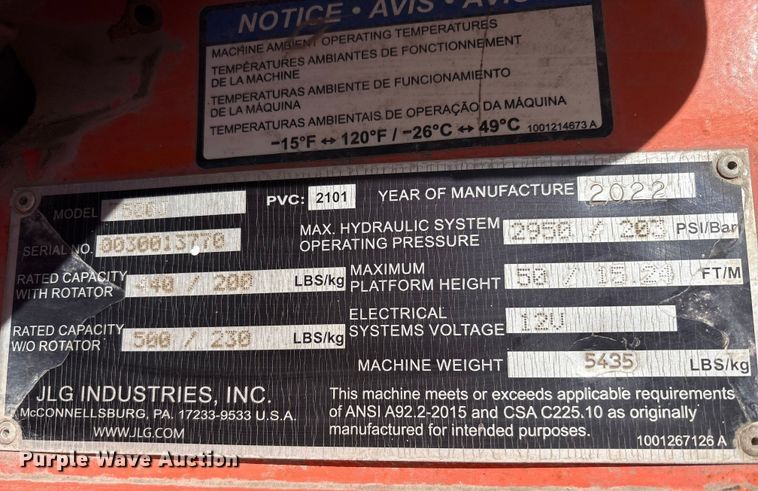 NOTICE • AVIS • AVIS
MACHINE AMBIENT OPERATING TEMPERATURES
TEMPÉRATURES AMBIANTES DE FONCTIONNEMENT
DE LA MACHINE
TEMPERATURAS AMBIENTE DE FUNCIONAMIENTO
DE LA MÁQUINA
TEMPERATURAS AMBIENTAIS DE OPERAÇÃO DA MÁQUINA
–15°F ↔ 120°F / –26°C ↔ 49°C 1001214673 A
MODEL PVC: 2101 YEAR OF MANUFACTURE 2022
SERIAL NO. 0030013770 MAX. HYDRAULIC SYSTEM OPERATING PRESSURE 2950 / 203 PSI/Bar
RATED CAPACITY WITH ROTATOR 440 / 200 LBS/kg MAXIMUM PLATFORM HEIGHT 50 / 15.24 FT/M
RATED CAPACITY W/O ROTATOR 500 / 230 LBS/kg ELECTRICAL SYSTEMS VOLTAGE 12V
MACHINE WEIGHT 5435 LBS/kg
JLG INDUSTRIES, INC.
McCONNELLSBURG, PA. 17233-9533 U.S.A.
WWW.JLG.COM
This machine meets or exceeds applicable requirements
of ANSI A92.2-2015 and CSA C225.10 as originally
manufactured for intended purposes.
1001267126 A
Purple Wave Auction